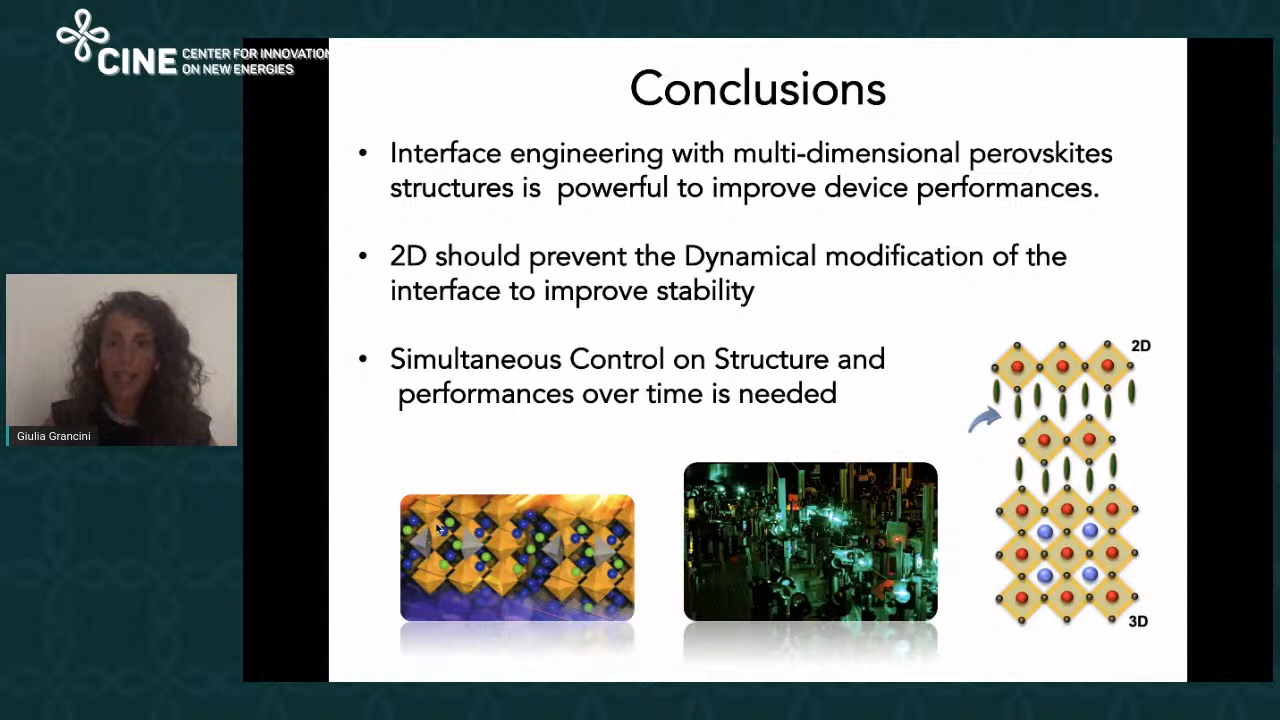 CINE
CENTER FOR INNOVATION
ON NEW ENERGIES
Conclusions
• Interface engineering with multi-dimensional perovskites
structures is powerful to improve device performances.
• 2D should prevent the Dynamical modification of the
interface to improve stability
• Simultaneous Control on Structure and
performances over time is needed
2D
3D
Giulia Grancini